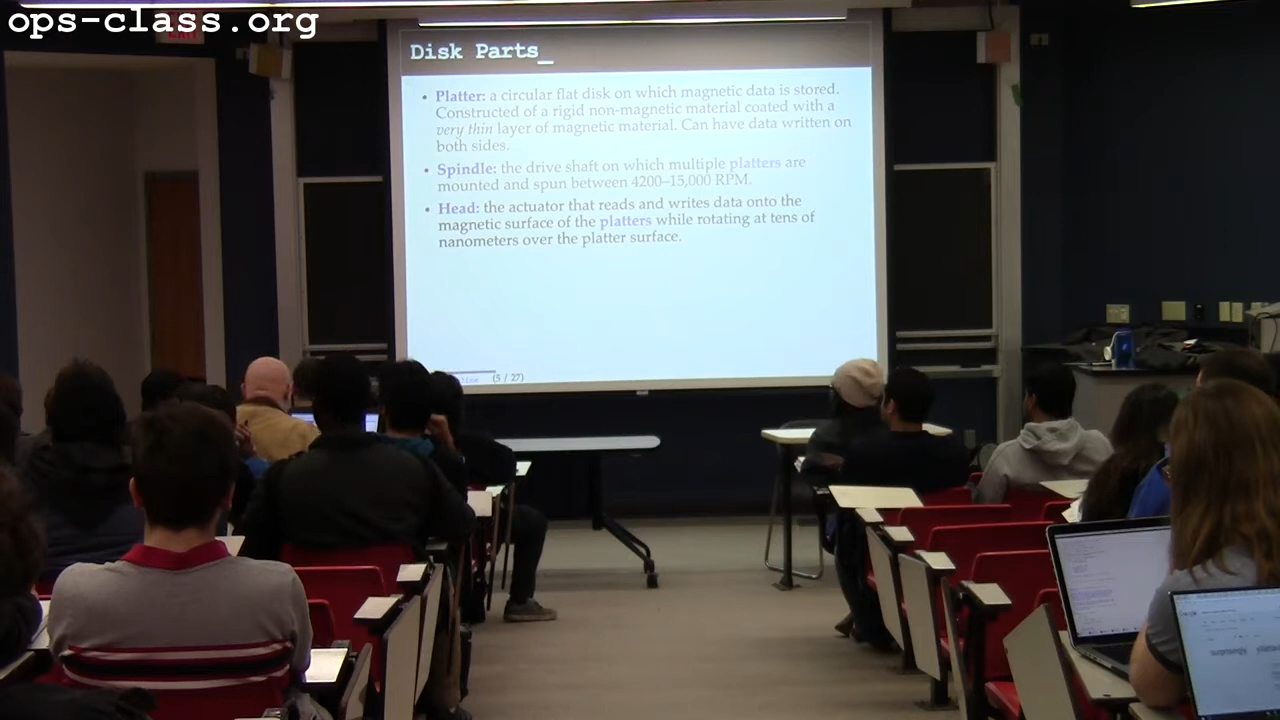 ops-class.org
EXIT
Disk Parts_
• Platter: a circular flat disk on which magnetic data is stored.
Constructed of a rigid non-magnetic material coated with a
very thin layer of magnetic material. Can have data written on
both sides.
• Spindle: the drive shaft on which multiple platters are
mounted and spun between 4200–15,000 RPM.
• Head: the actuator that reads and writes data onto the
magnetic surface of the platters while rotating at tens of
nanometers over the platter surface.
(5 / 27)
Google